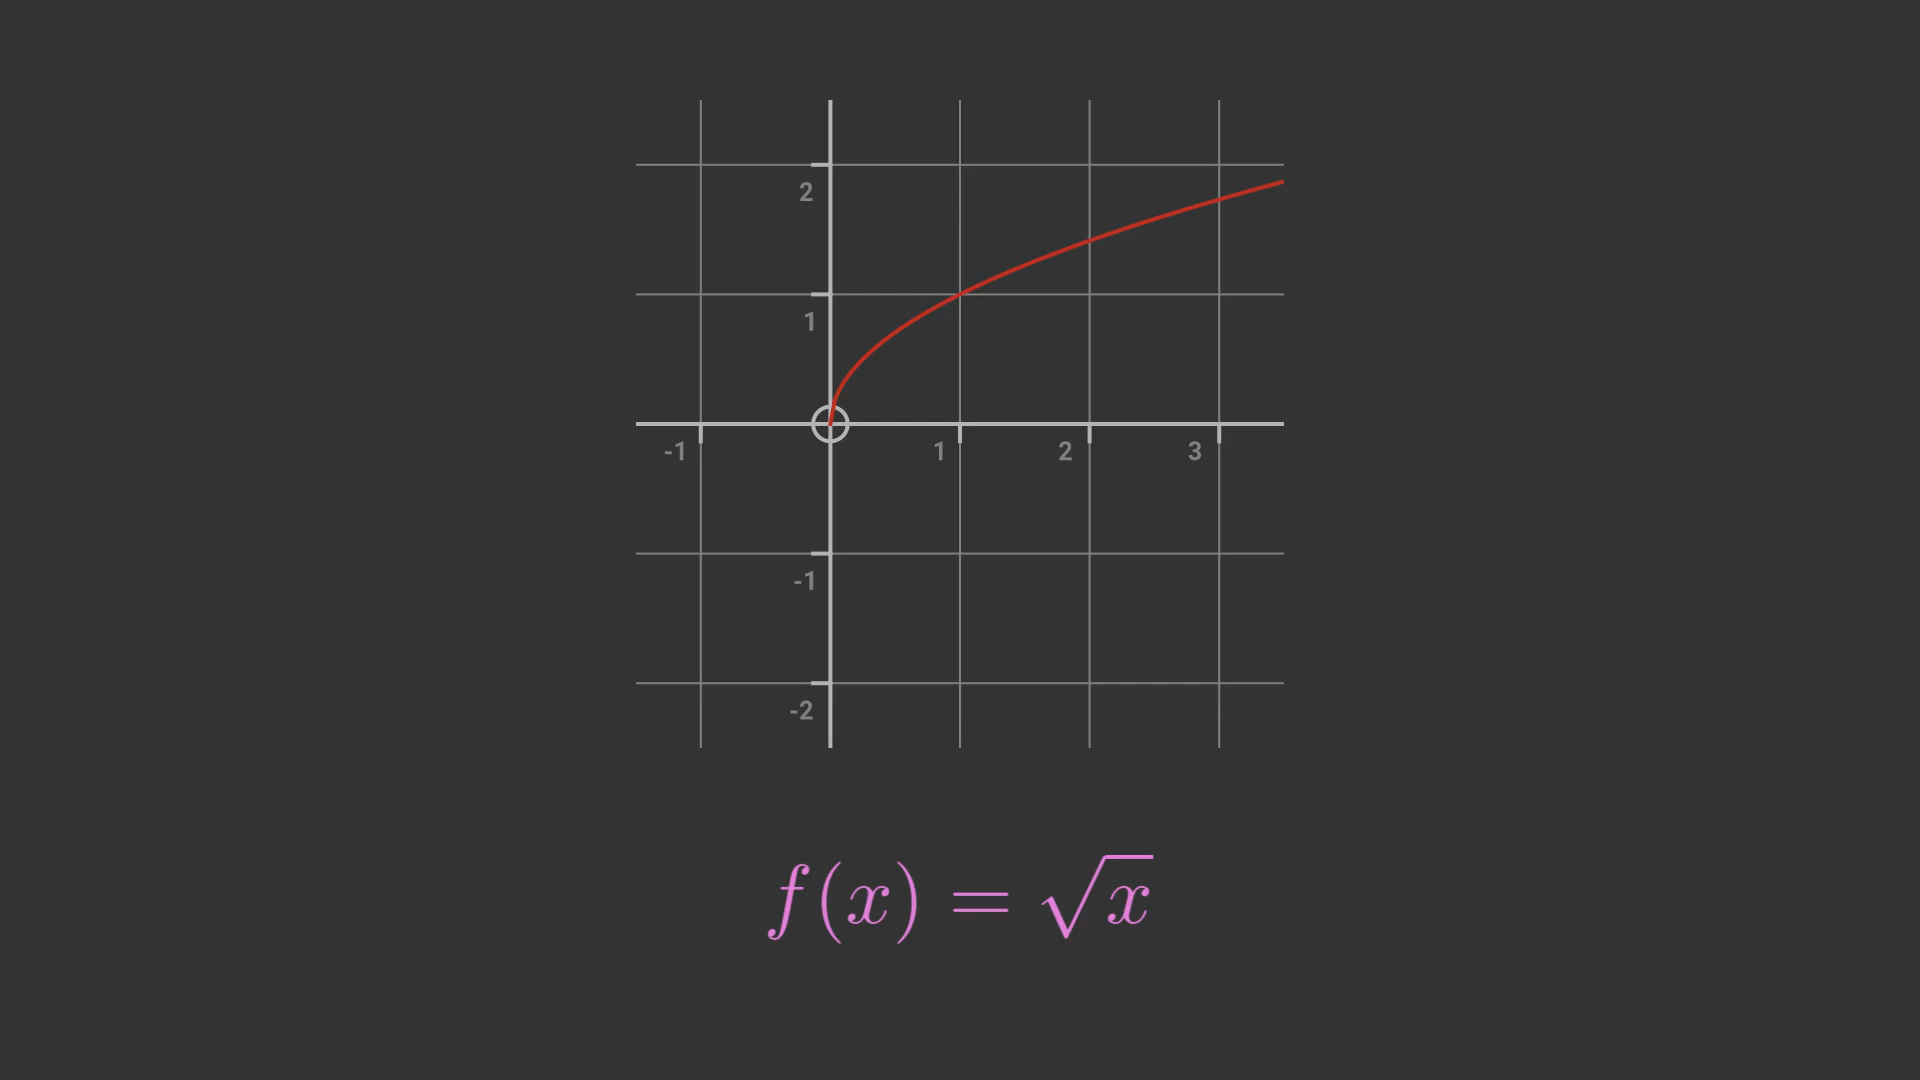 2
1
-1 1 2 3
-1
-2
f(x) = √x